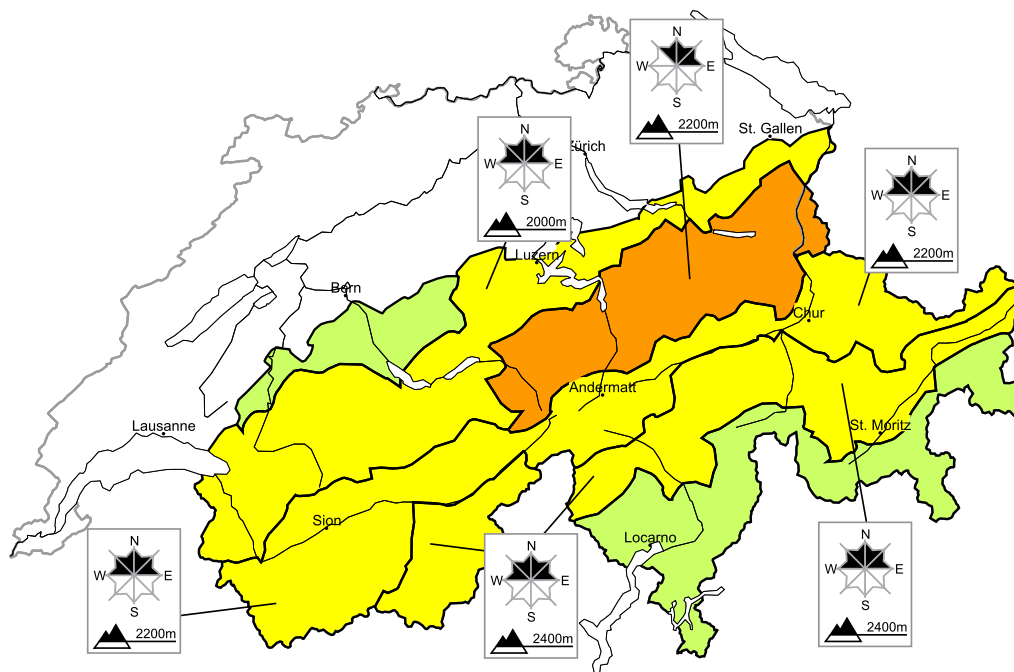 N
W E
S
2200m
St. Gallen
N
W E
S
2000m
Zürich
N
W E
S
2200m
Luzern
Bern
Chur
Andermatt
Lausanne
St. Moritz
Sion
Locarno
N
W E
S
2200m
N
W E
S
2400m
N
W E
S
2400m